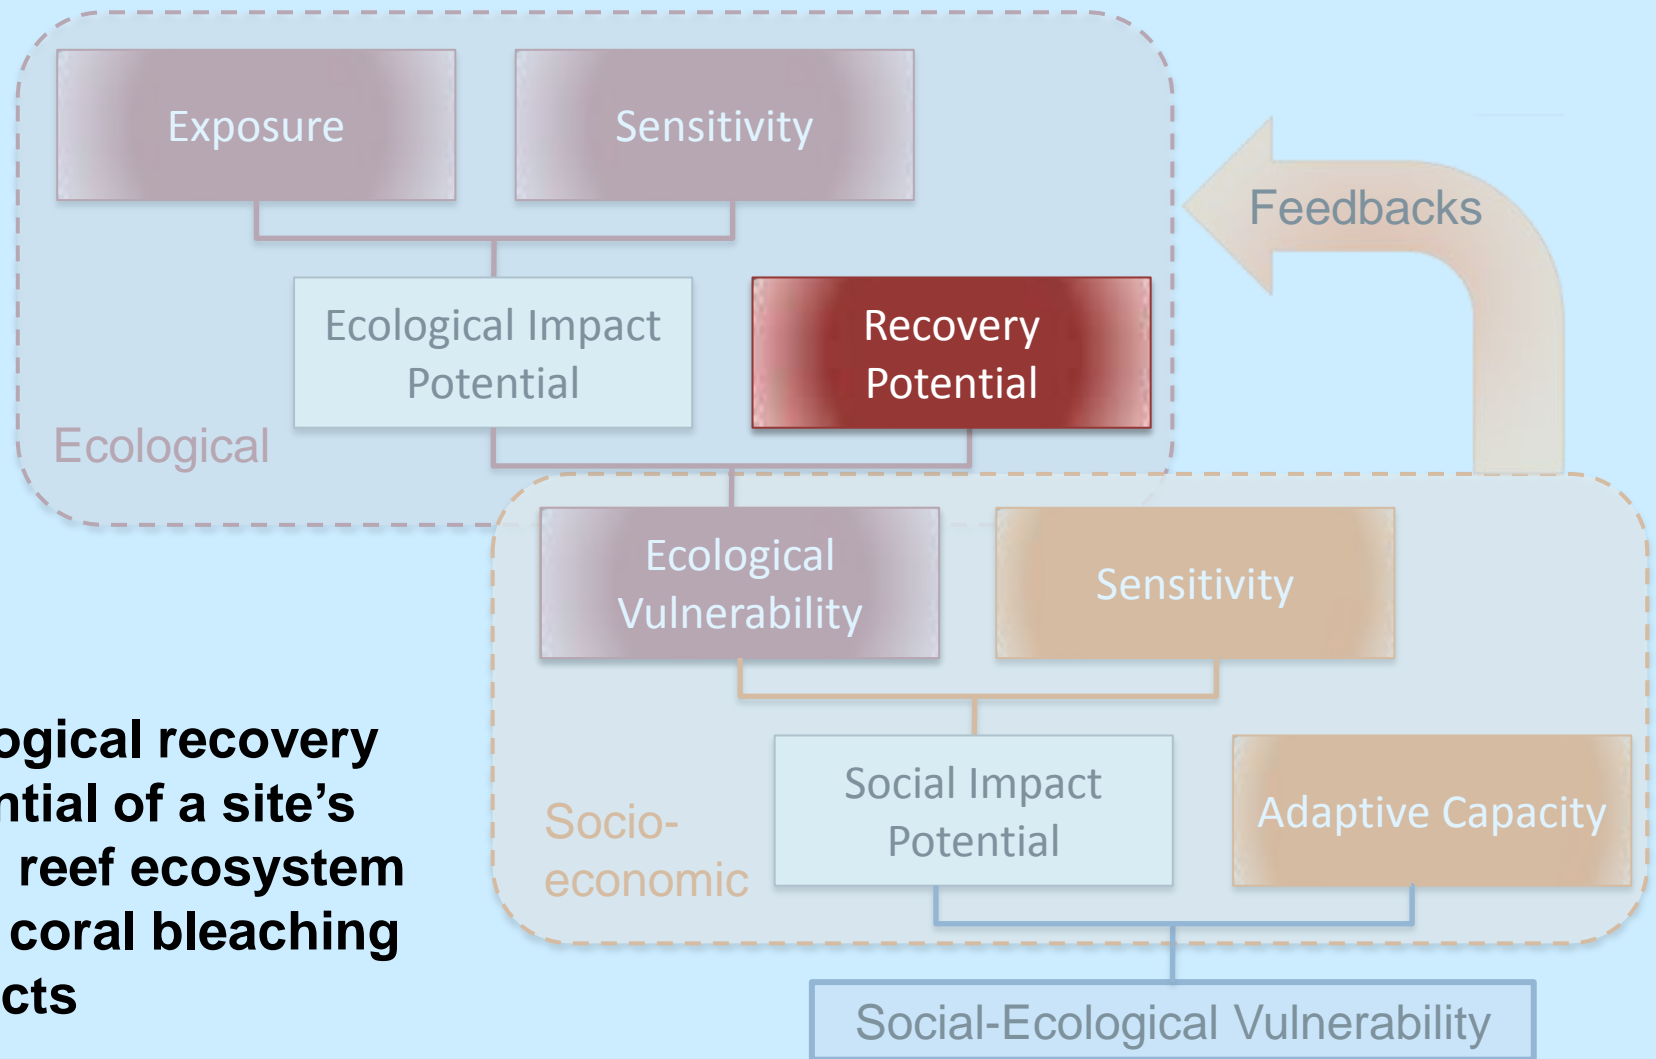 Exposure
Sensitivity
Feedbacks
Ecological Impact
Potential
Recovery
Potential
Ecological
Ecological
Vulnerability
Sensitivity
ogical recovery
ntial of a site’s
reef ecosystem
coral bleaching
cts
Social Impact
Potential
Adaptive Capacity
Socio-
economic
Social-Ecological Vulnerability